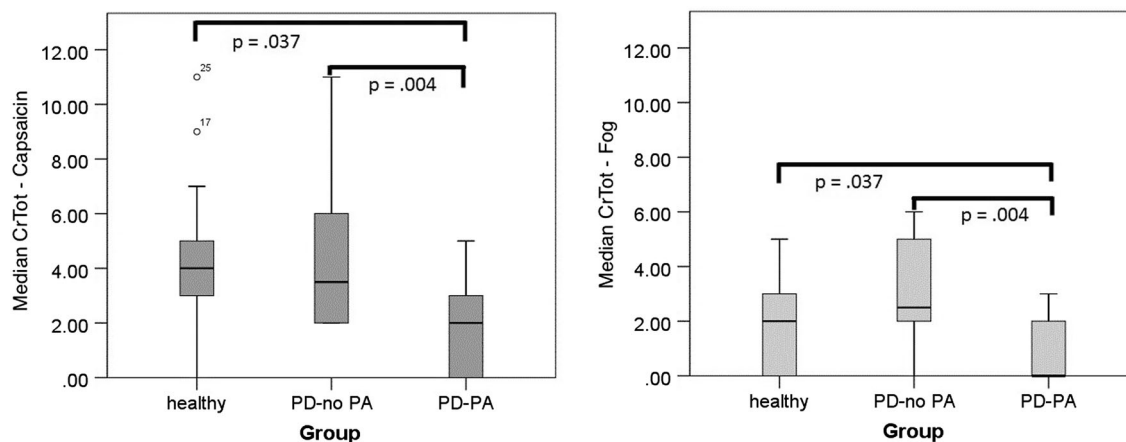 12.00
10.00
8.00
6.00
4.00
2.00
.00
Median CrTot - Capsaicin
p = .037
p = .004
25
17
healthy PD-no PA PD-PA
Group
12.00
10.00
8.00
6.00
4.00
2.00
.00
Median CrTot - Fog
p = .037
p = .004
healthy PD-no PA PD-PA
Group